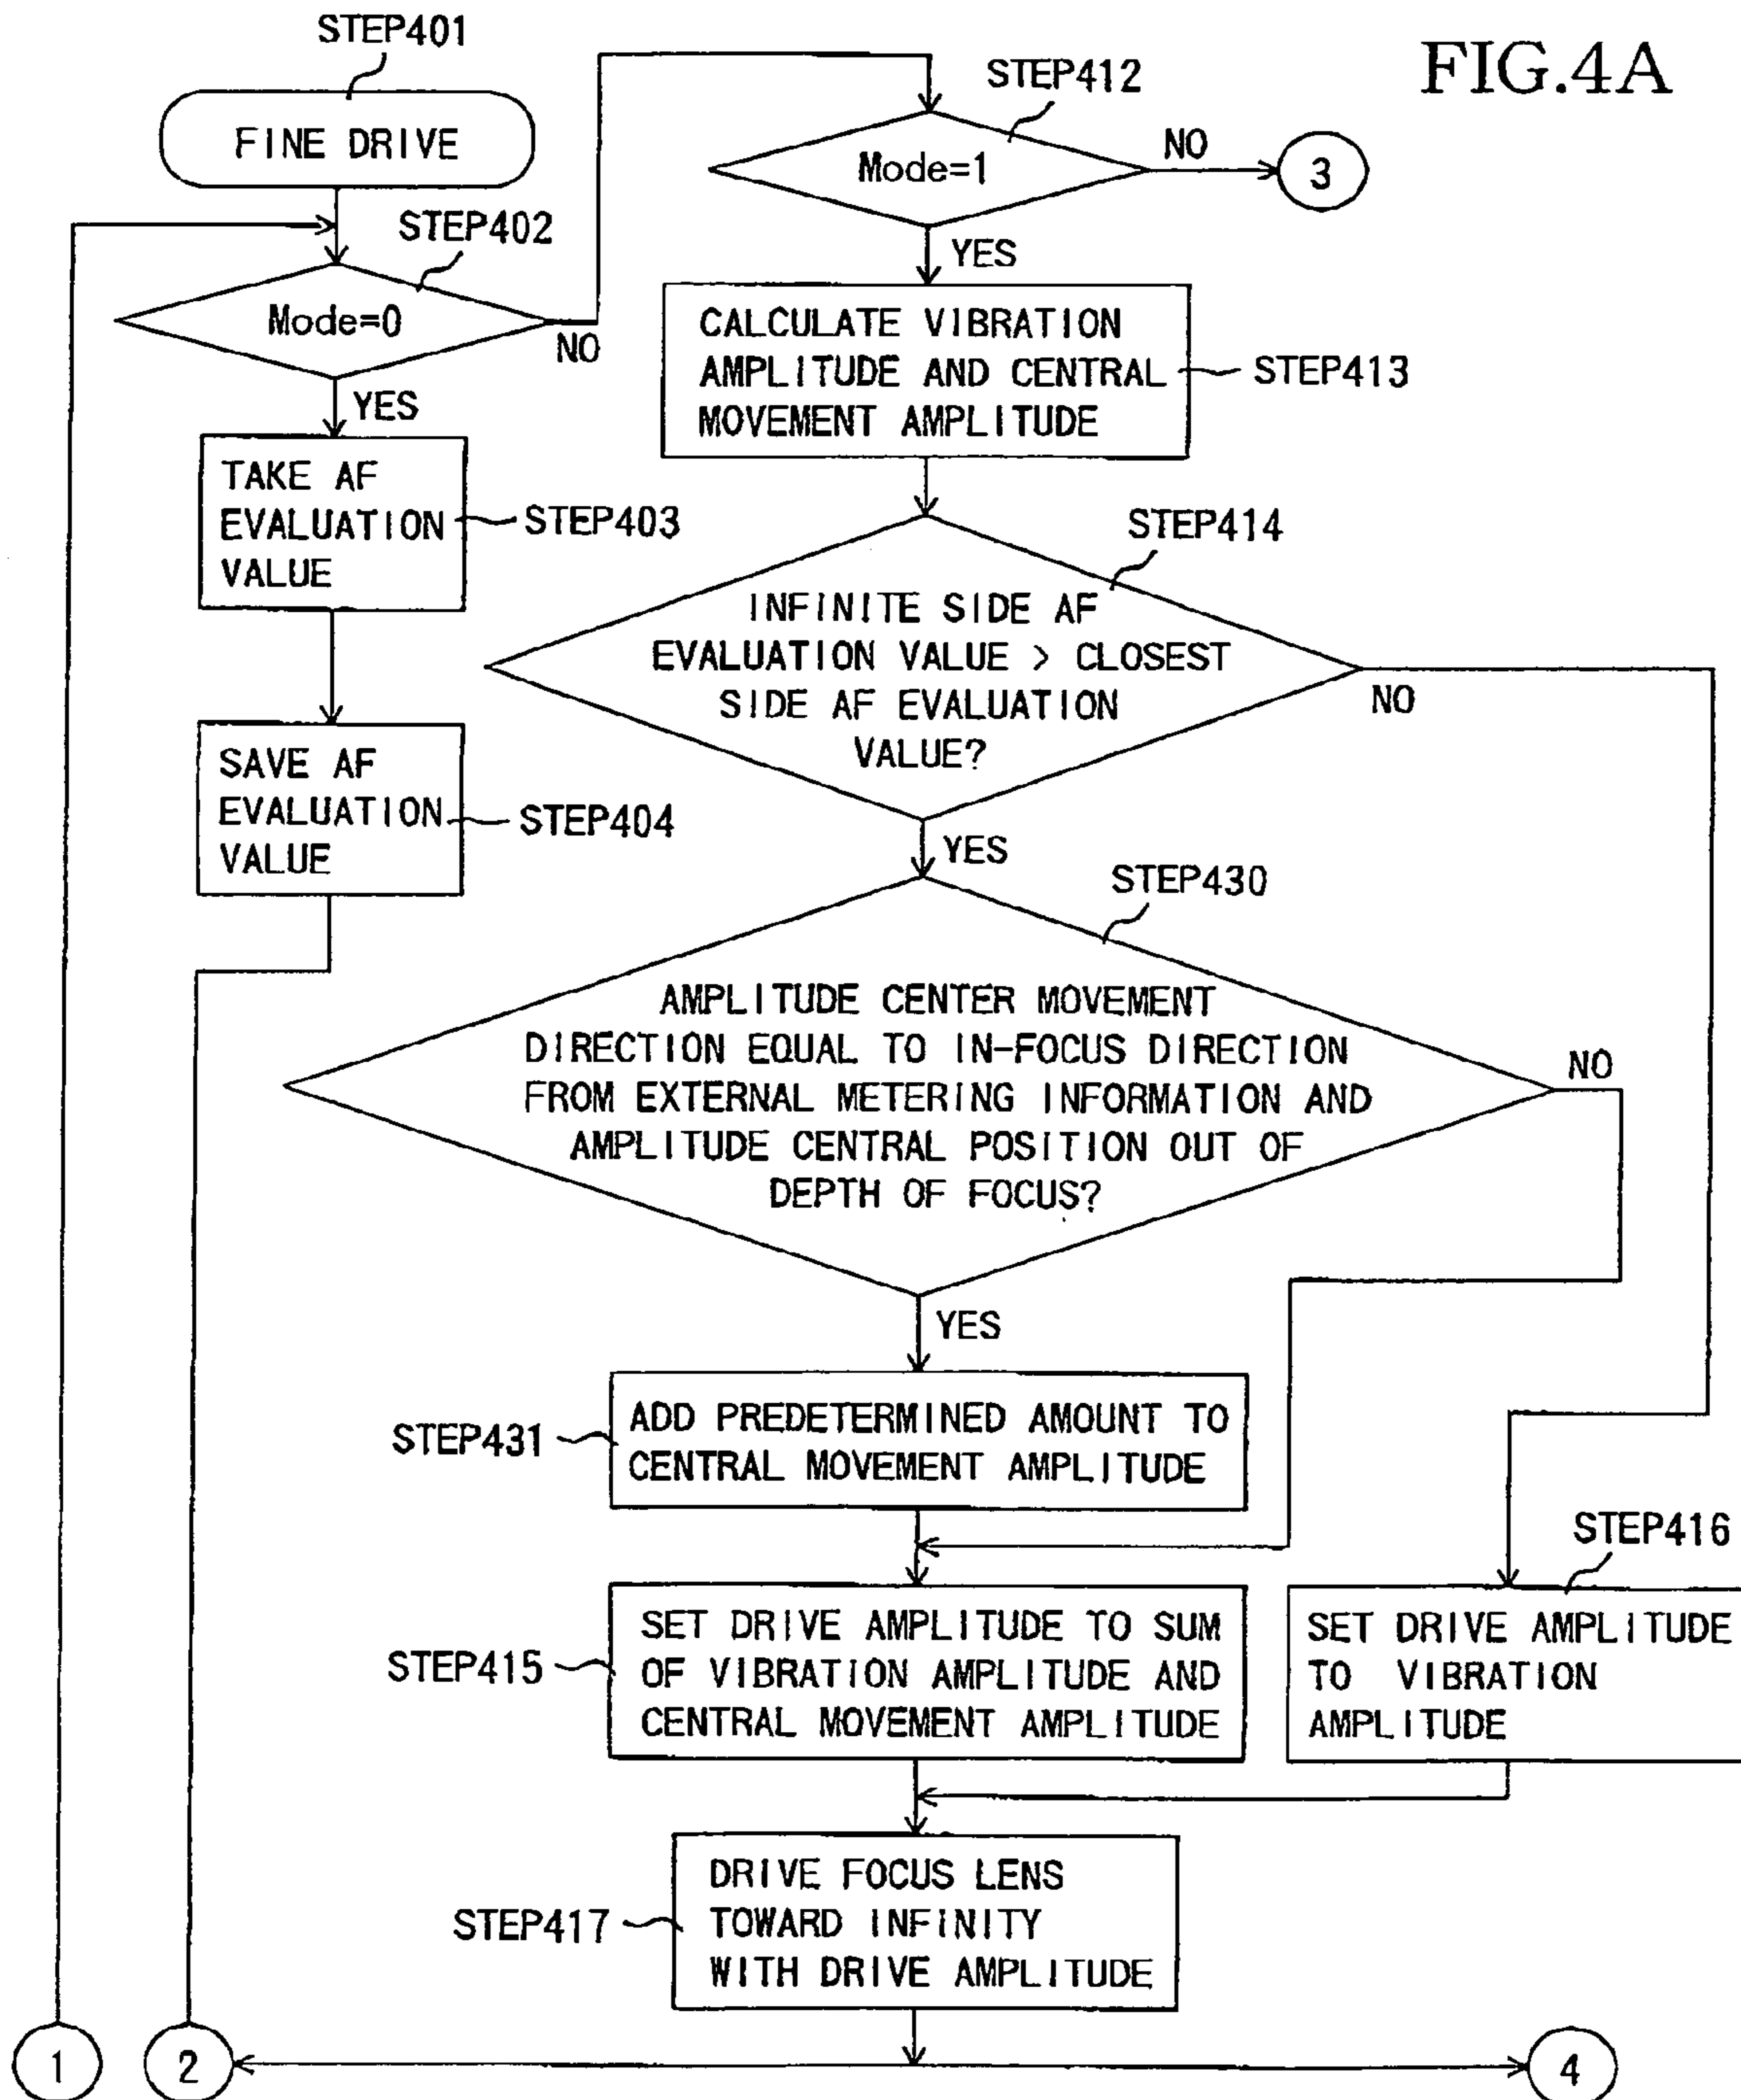 FIG.4A
STEP401
FINE DRIVE
STEP402
Mode=0
NO
YES
TAKE AF
EVALUATION
VALUE
STEP403
SAVE AF
EVALUATION
VALUE
STEP404
STEP412
Mode=1
NO
3
YES
CALCULATE VIBRATION
AMPLITUDE AND CENTRAL
MOVEMENT AMPLITUDE
STEP413
STEP414
INFINITE SIDE AF
EVALUATION VALUE > CLOSEST
SIDE AF EVALUATION
VALUE?
NO
YES
STEP430
AMPLITUDE CENTER MOVEMENT
DIRECTION EQUAL TO IN-FOCUS DIRECTION
FROM EXTERNAL METERING INFORMATION AND
AMPLITUDE CENTRAL POSITION OUT OF
DEPTH OF FOCUS?
NO
YES
STEP431
ADD PREDETERMINED AMOUNT TO
CENTRAL MOVEMENT AMPLITUDE
STEP415
SET DRIVE AMPLITUDE TO SUM
OF VIBRATION AMPLITUDE AND
CENTRAL MOVEMENT AMPLITUDE
STEP416
SET DRIVE AMPLITUDE
TO VIBRATION
AMPLITUDE
STEP417
DRIVE FOCUS LENS
TOWARD INFINITY
WITH DRIVE AMPLITUDE
1
2
4